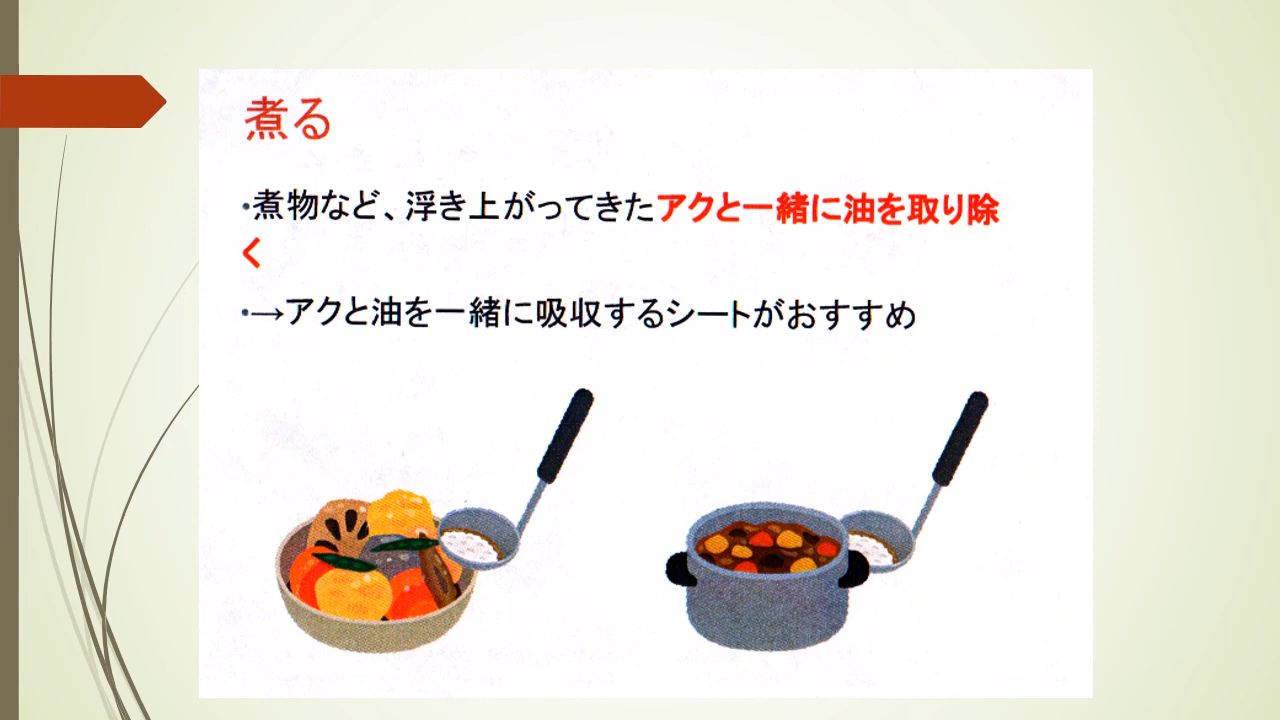 煮る
・煮物など、浮き上がってきたアクと一緒に油を取り除
く
・→アクと油を一緒に吸収するシートがおすすめ